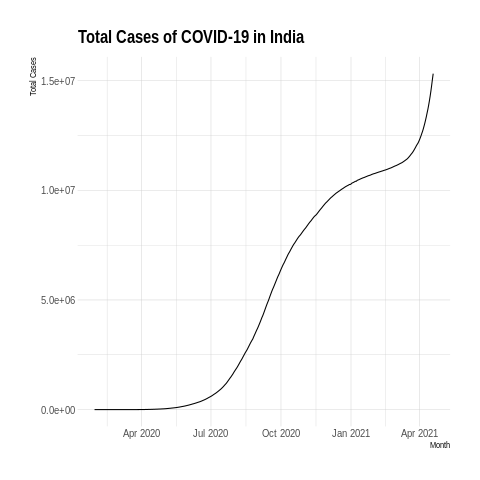 Total Cases of COVID-19 in India
Total Cases
1.5e+07
1.0e+07
5.0e+06
0.0e+00
Apr 2020 Jul 2020 Oct 2020 Jan 2021 Apr 2021
Month